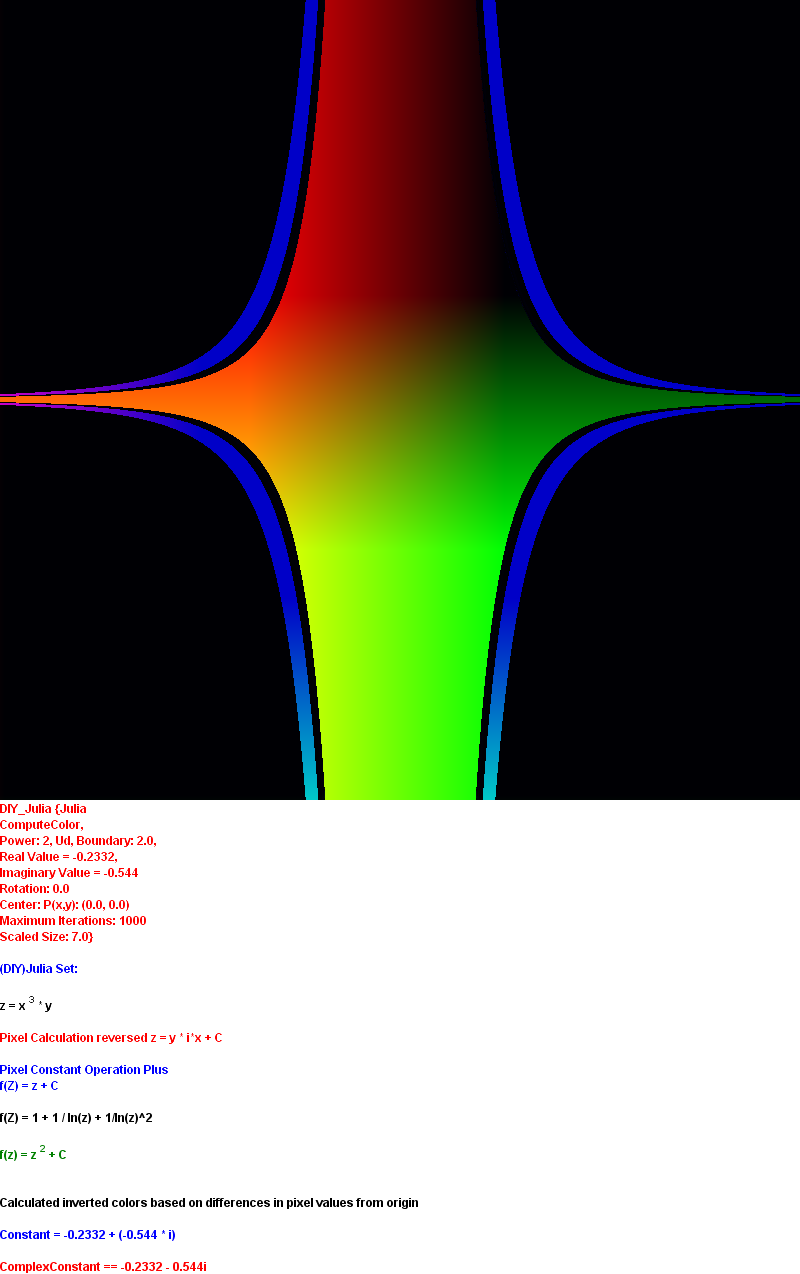 DIY_Julia {Julia
ComputeColor,
Power: 2, Ud, Boundary: 2.0,
Real Value = -0.2332,
Imaginary Value = -0.544
Rotation: 0.0
Center: P(x,y): (0.0, 0.0)
Maximum Iterations: 1000
Scaled Size: 7.0}
(DIY)Julia Set:
z = x ³ * y
Pixel Calculation reversed z = y * i*x + C
Pixel Constant Operation Plus
f(Z) = z + C
f(Z) = 1 + 1 / ln(z) + 1/ln(z)^2
f(z) = z ² + C
Calculated inverted colors based on differences in pixel values from origin
Constant = -0.2332 + (-0.544 * i)
ComplexConstant == -0.2332 - 0.544i